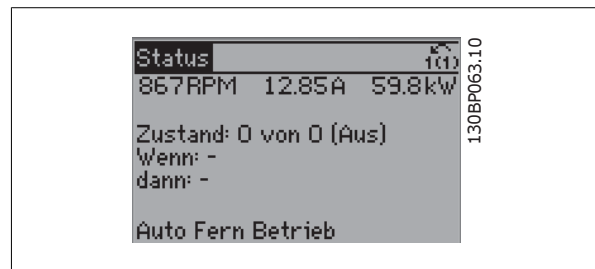 Status 1(1)
867RPM 12.85A 59.8kW
Zustand: 0 von 0 (Aus)
Wenn: -
dann: -
Auto Fern Betrieb
130BP063.10